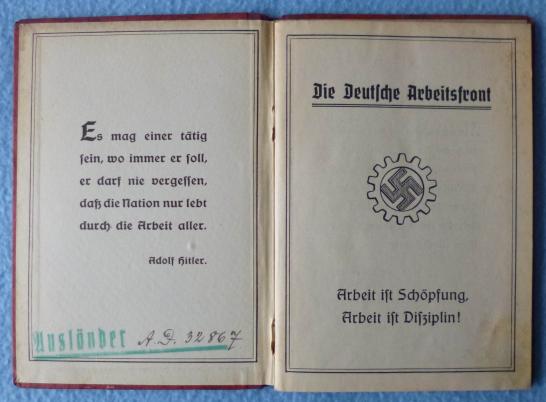 Es mag einer tätig
sein, wo immer er soll,
er darf nie vergessen,
daß die Nation nur lebt
durch die Arbeit aller.
Adolf Hitler.
Ausländer A.D. 32867
Die Deutsche Arbeitsfront
Arbeit ist Schöpfung,
Arbeit ist Disziplin!